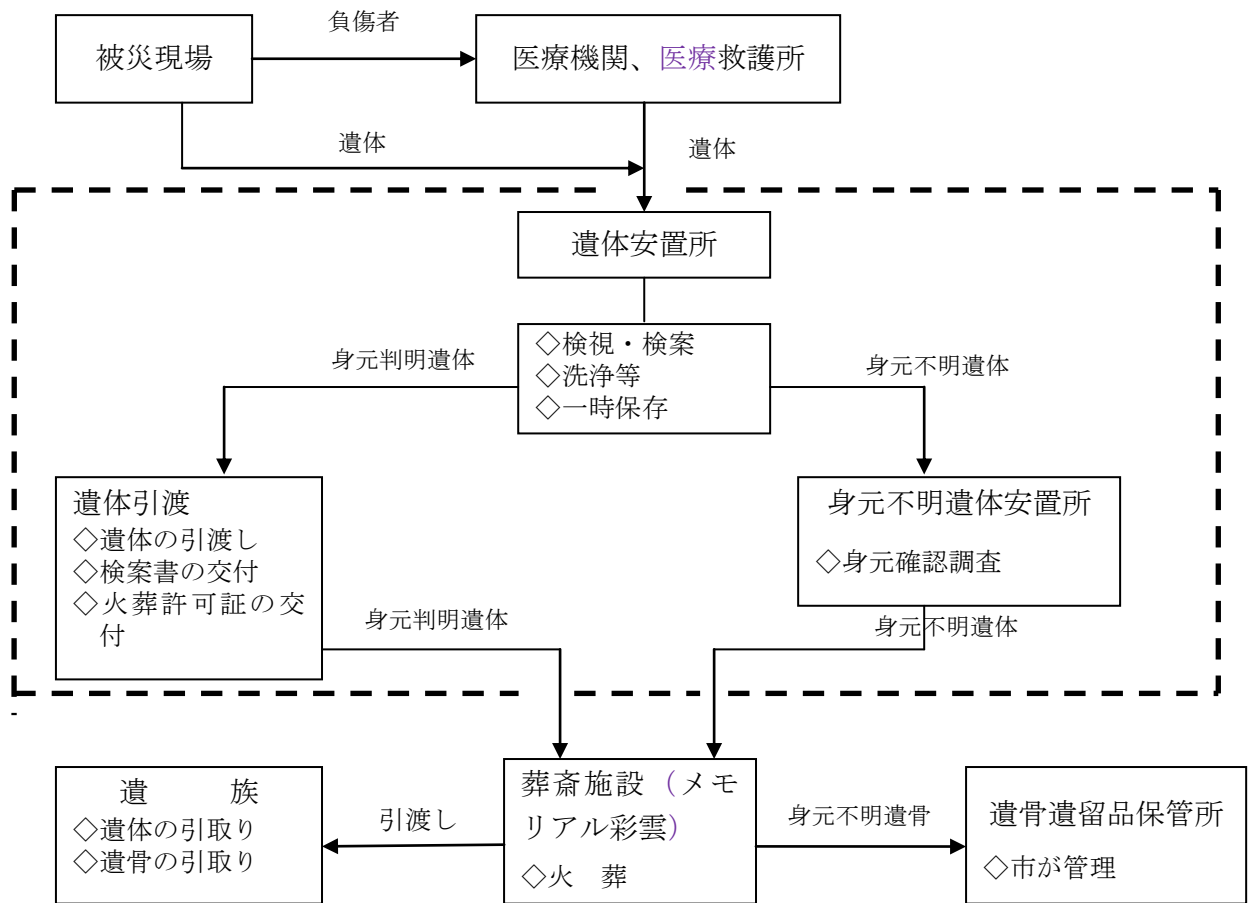 負傷者
被災現場
医療機関、医療救護所
遺体
遺体
遺体安置所
◇検視・検案
◇洗浄等
◇一時保存
身元判明遺体
身元不明遺体
遺体引渡
◇遺体の引渡し
◇検案書の交付
◇火葬許可証の交
付
身元不明遺体安置所
◇身元確認調査
身元判明遺体
身元不明遺体
遺　　族
◇遺体の引取り
◇遺骨の引取り
引渡し
葬斎施設（メモ
リアル彩雲）
◇火　葬
身元不明遺骨
遺骨遺留品保管所
◇市が管理